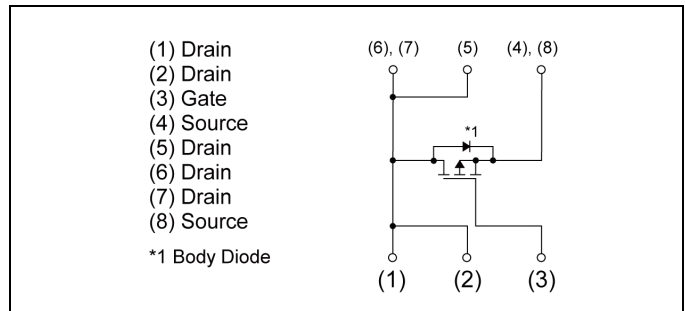 (1) Drain
(2) Drain
(3) Gate
(4) Source
(5) Drain
(6) Drain
(7) Drain
(8) Source
*1 Body Diode
(6), (7)
(5)
(4), (8)
*1
(1)
(2)
(3)